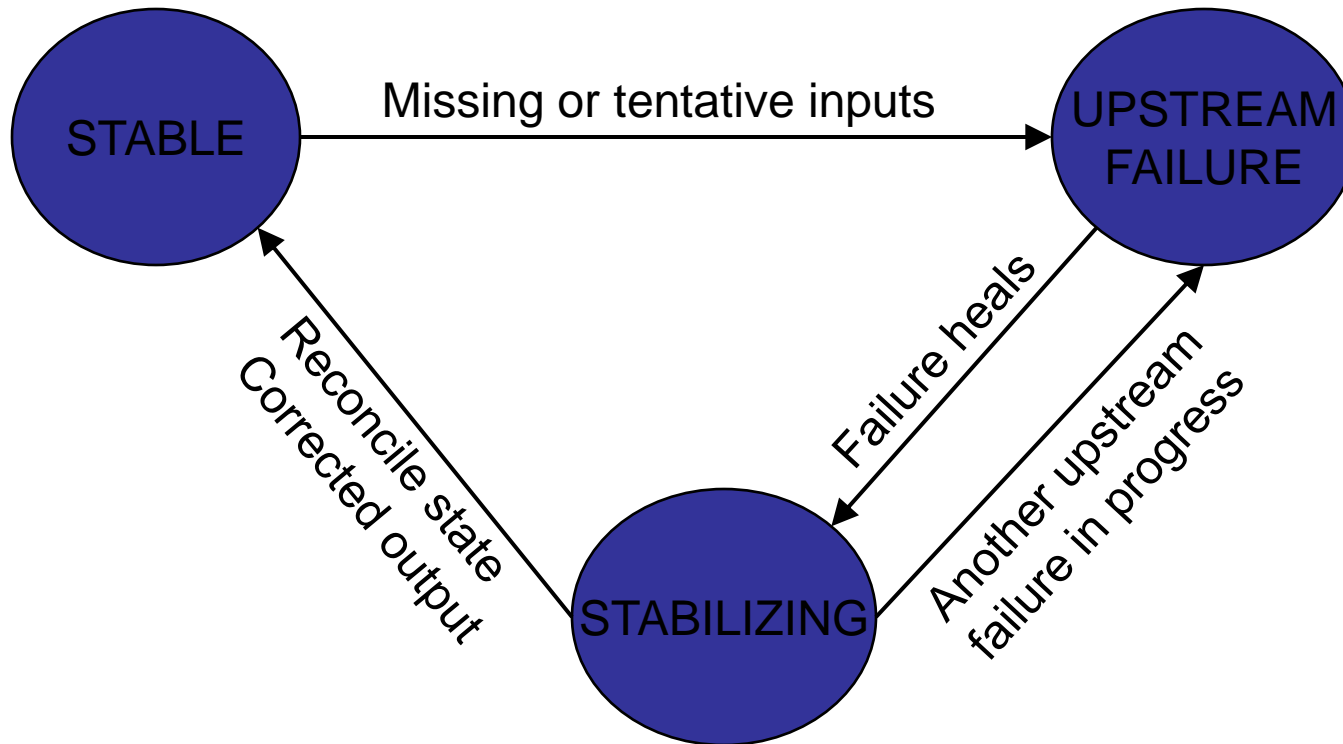 STABLE
Missing or tentative inputs
UPSTREAM
FAILURE
Failure heals
Another upstream
failure in progress
Reconcile state
Corrected output
STABILIZING